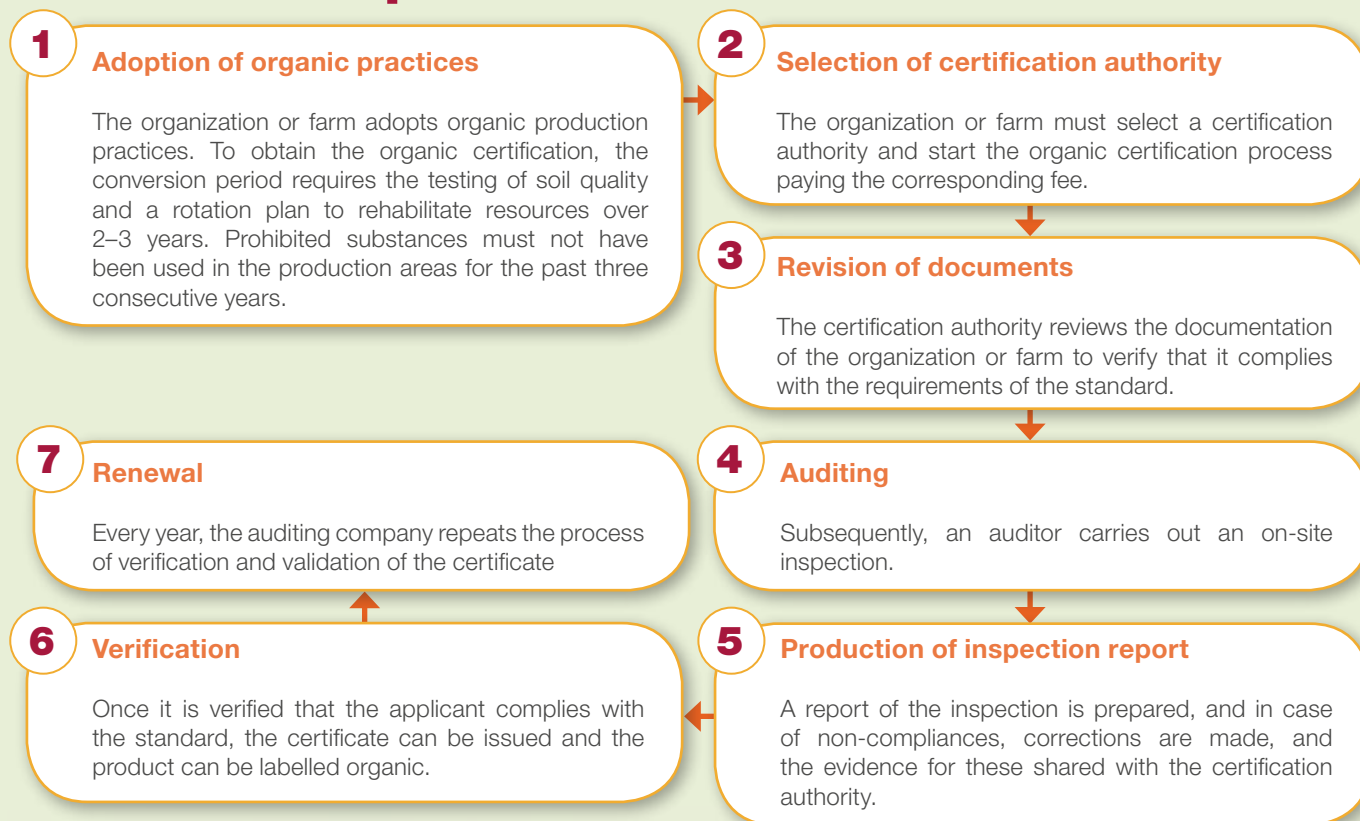 1
Adoption of organic practices
The organization or farm adopts organic production
practices. To obtain the organic certification, the
conversion period requires the testing of soil quality
and a rotation plan to rehabilitate resources over
2–3 years. Prohibited substances must not have
been used in the production areas for the past three
consecutive years.
2
Selection of certification authority
The organization or farm must select a certification
authority and start the organic certification process
paying the corresponding fee.
3
Revision of documents
The certification authority reviews the documentation
of the organization or farm to verify that it complies
with the requirements of the standard.
4
Auditing
Subsequently, an auditor carries out an on-site
inspection.
5
Production of inspection report
A report of the inspection is prepared, and in case
of non-compliances, corrections are made, and
the evidence for these shared with the certification
authority.
6
Verification
Once it is verified that the applicant complies with
the standard, the certificate can be issued and the
product can be labelled organic.
7
Renewal
Every year, the auditing company repeats the process
of verification and validation of the certificate